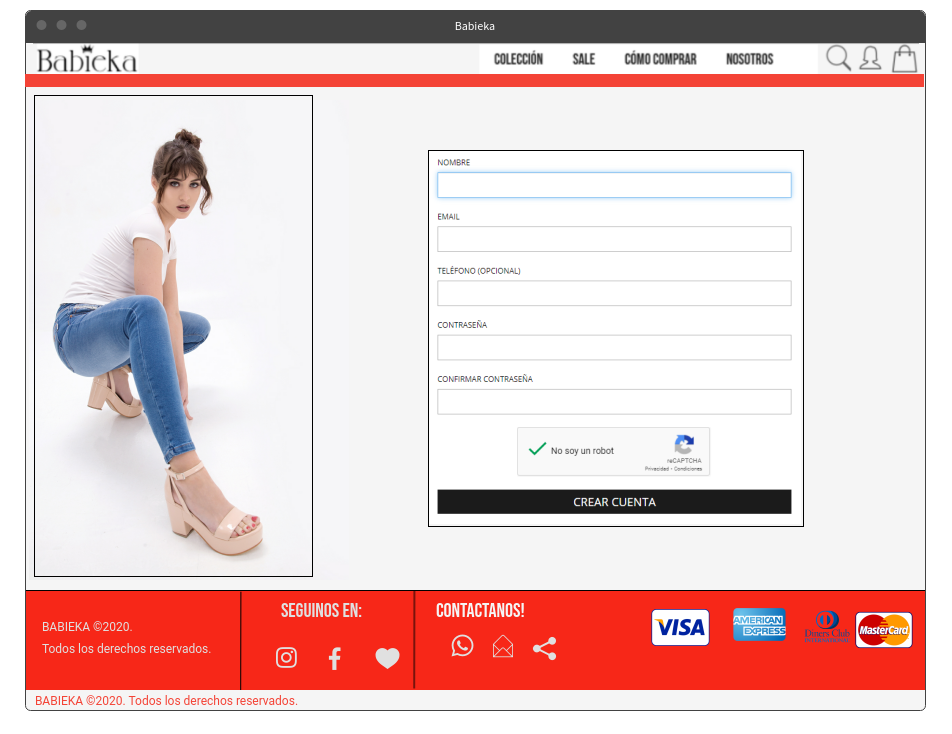 Babieka
Babieka
COLECCIÓN SALE CÓMO COMPRAR NOSOTROS
NOMBRE
EMAIL
TELÉFONO (OPCIONAL)
CONTRASEÑA
CONFIRMAR CONTRASEÑA
No soy un robot
reCAPTCHA
Privacidad - Condiciones
CREAR CUENTA
BABIEKA ©2020.
Todos los derechos reservados.
SEGUINOS EN:
CONTACTANOS!
VISA
AMERICAN
EXPRESS
Diners Club
INTERNATIONAL
MasterCard
BABIEKA ©2020. Todos los derechos reservados.